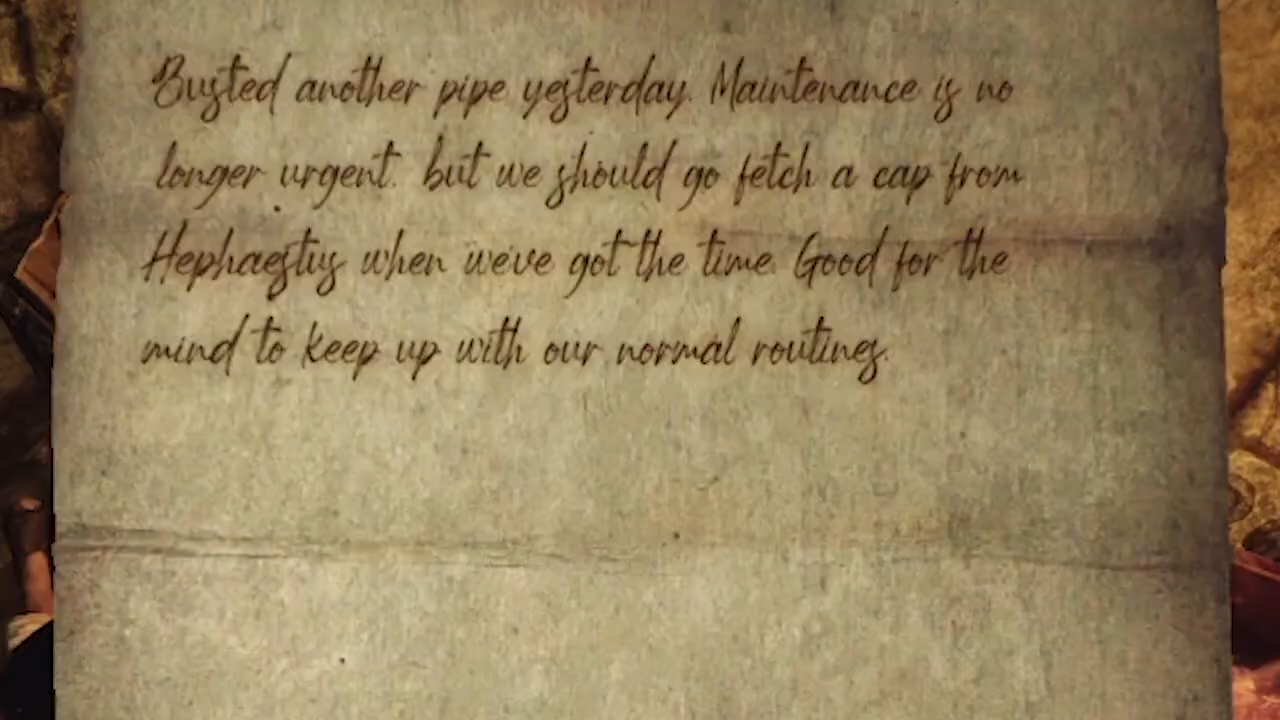 Busted another pipe yesterday. Maintenance is no
longer urgent. but we should go fetch a cap from
Hephaestus when we've got the time. Good for the
mind to keep up with our normal routines.